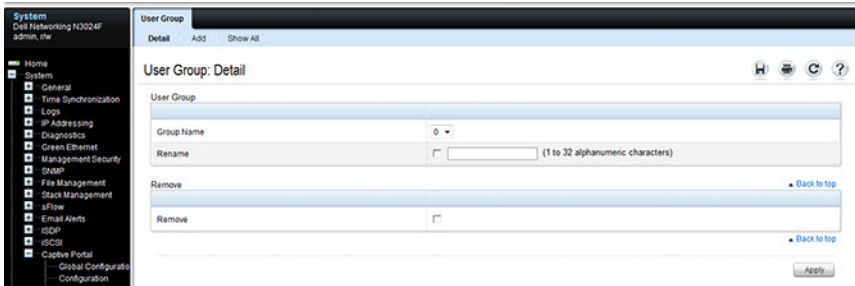 System
Dell Networking N3024F
admin, r/w
Home
System
General
Time Synchronization
Logs
IP Addressing
Diagnostics
Green Ethernet
Management Security
SNMP
File Management
Stack Management
sFlow
Email Alerts
ISDP
iSCSI
Captive Portal
Global Configuratio
Configuration
User Group
Detail Add Show All
User Group: Detail
User Group
Group Name 0
Rename (1 to 32 alphanumeric characters)
Remove Back to top
Remove
Back to top
Apply